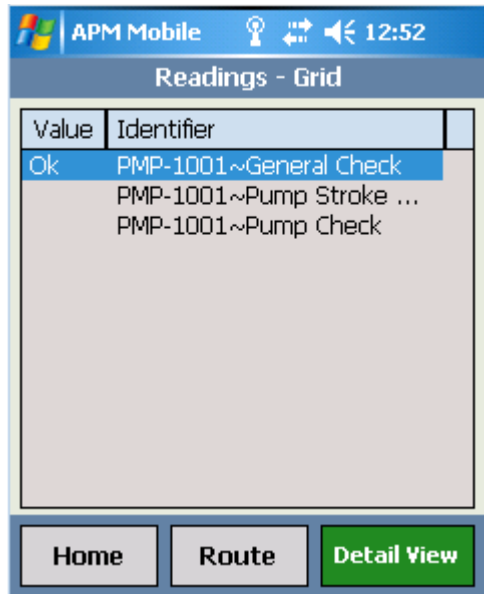 APM Mobile 12:52
Readings - Grid
Value Identifier
Ok PMP-1001~General Check
PMP-1001~Pump Stroke ...
PMP-1001~Pump Check
Home Route Detail View